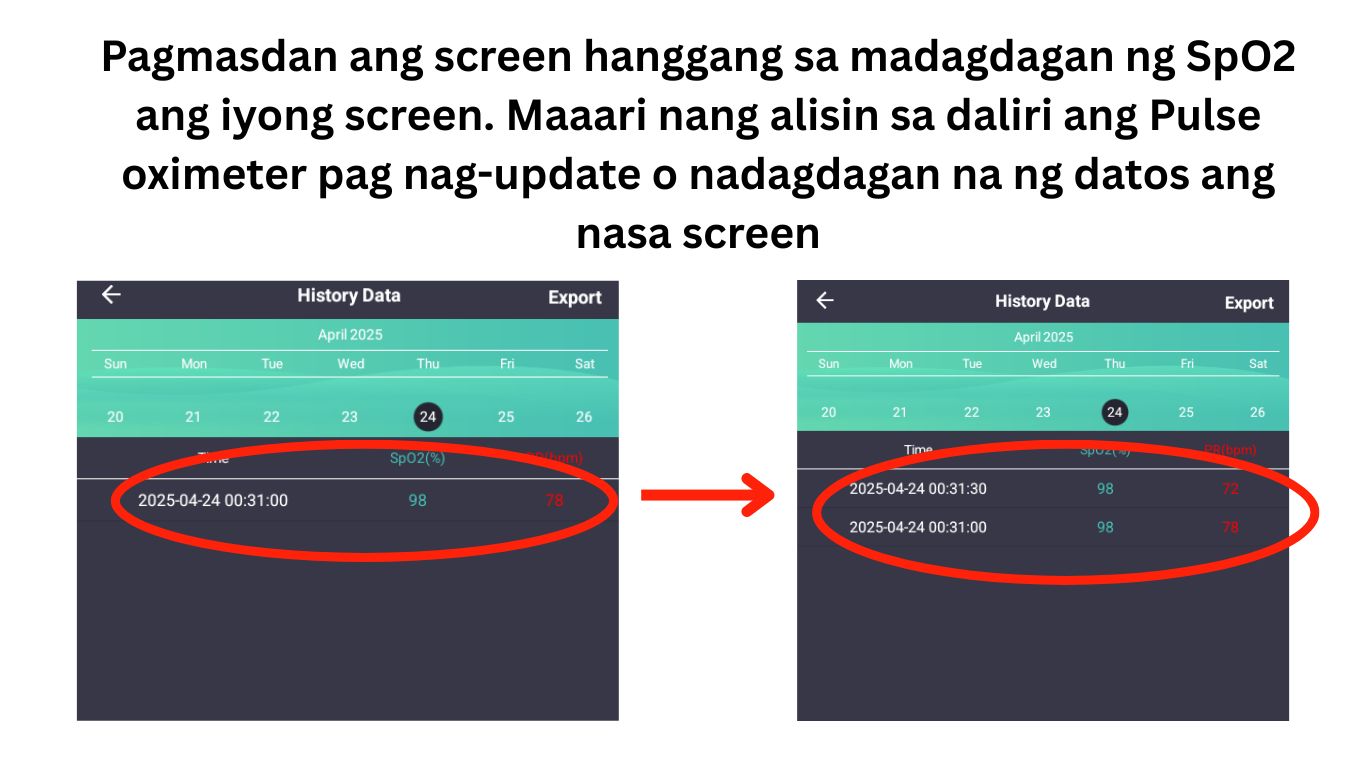 Pagmasdan ang screen hanggang sa madagdagan ng SpO2
ang iyong screen. Maaari nang alisin sa daliri ang Pulse
oximeter pag nag-update o nadagdagan na ng datos ang
nasa screen
History Data Export
April 2025
Sun Mon Tue Wed Thu Fri Sat
20 21 22 23 24 25 26
Time SpO2(%) PR(bpm)
2025-04-24 00:31:00 98 78
History Data Export
April 2025
Sun Mon Tue Wed Thu Fri Sat
20 21 22 23 24 25 26
Time SpO2(%) PR(bpm)
2025-04-24 00:31:30 98 72
2025-04-24 00:31:00 98 78